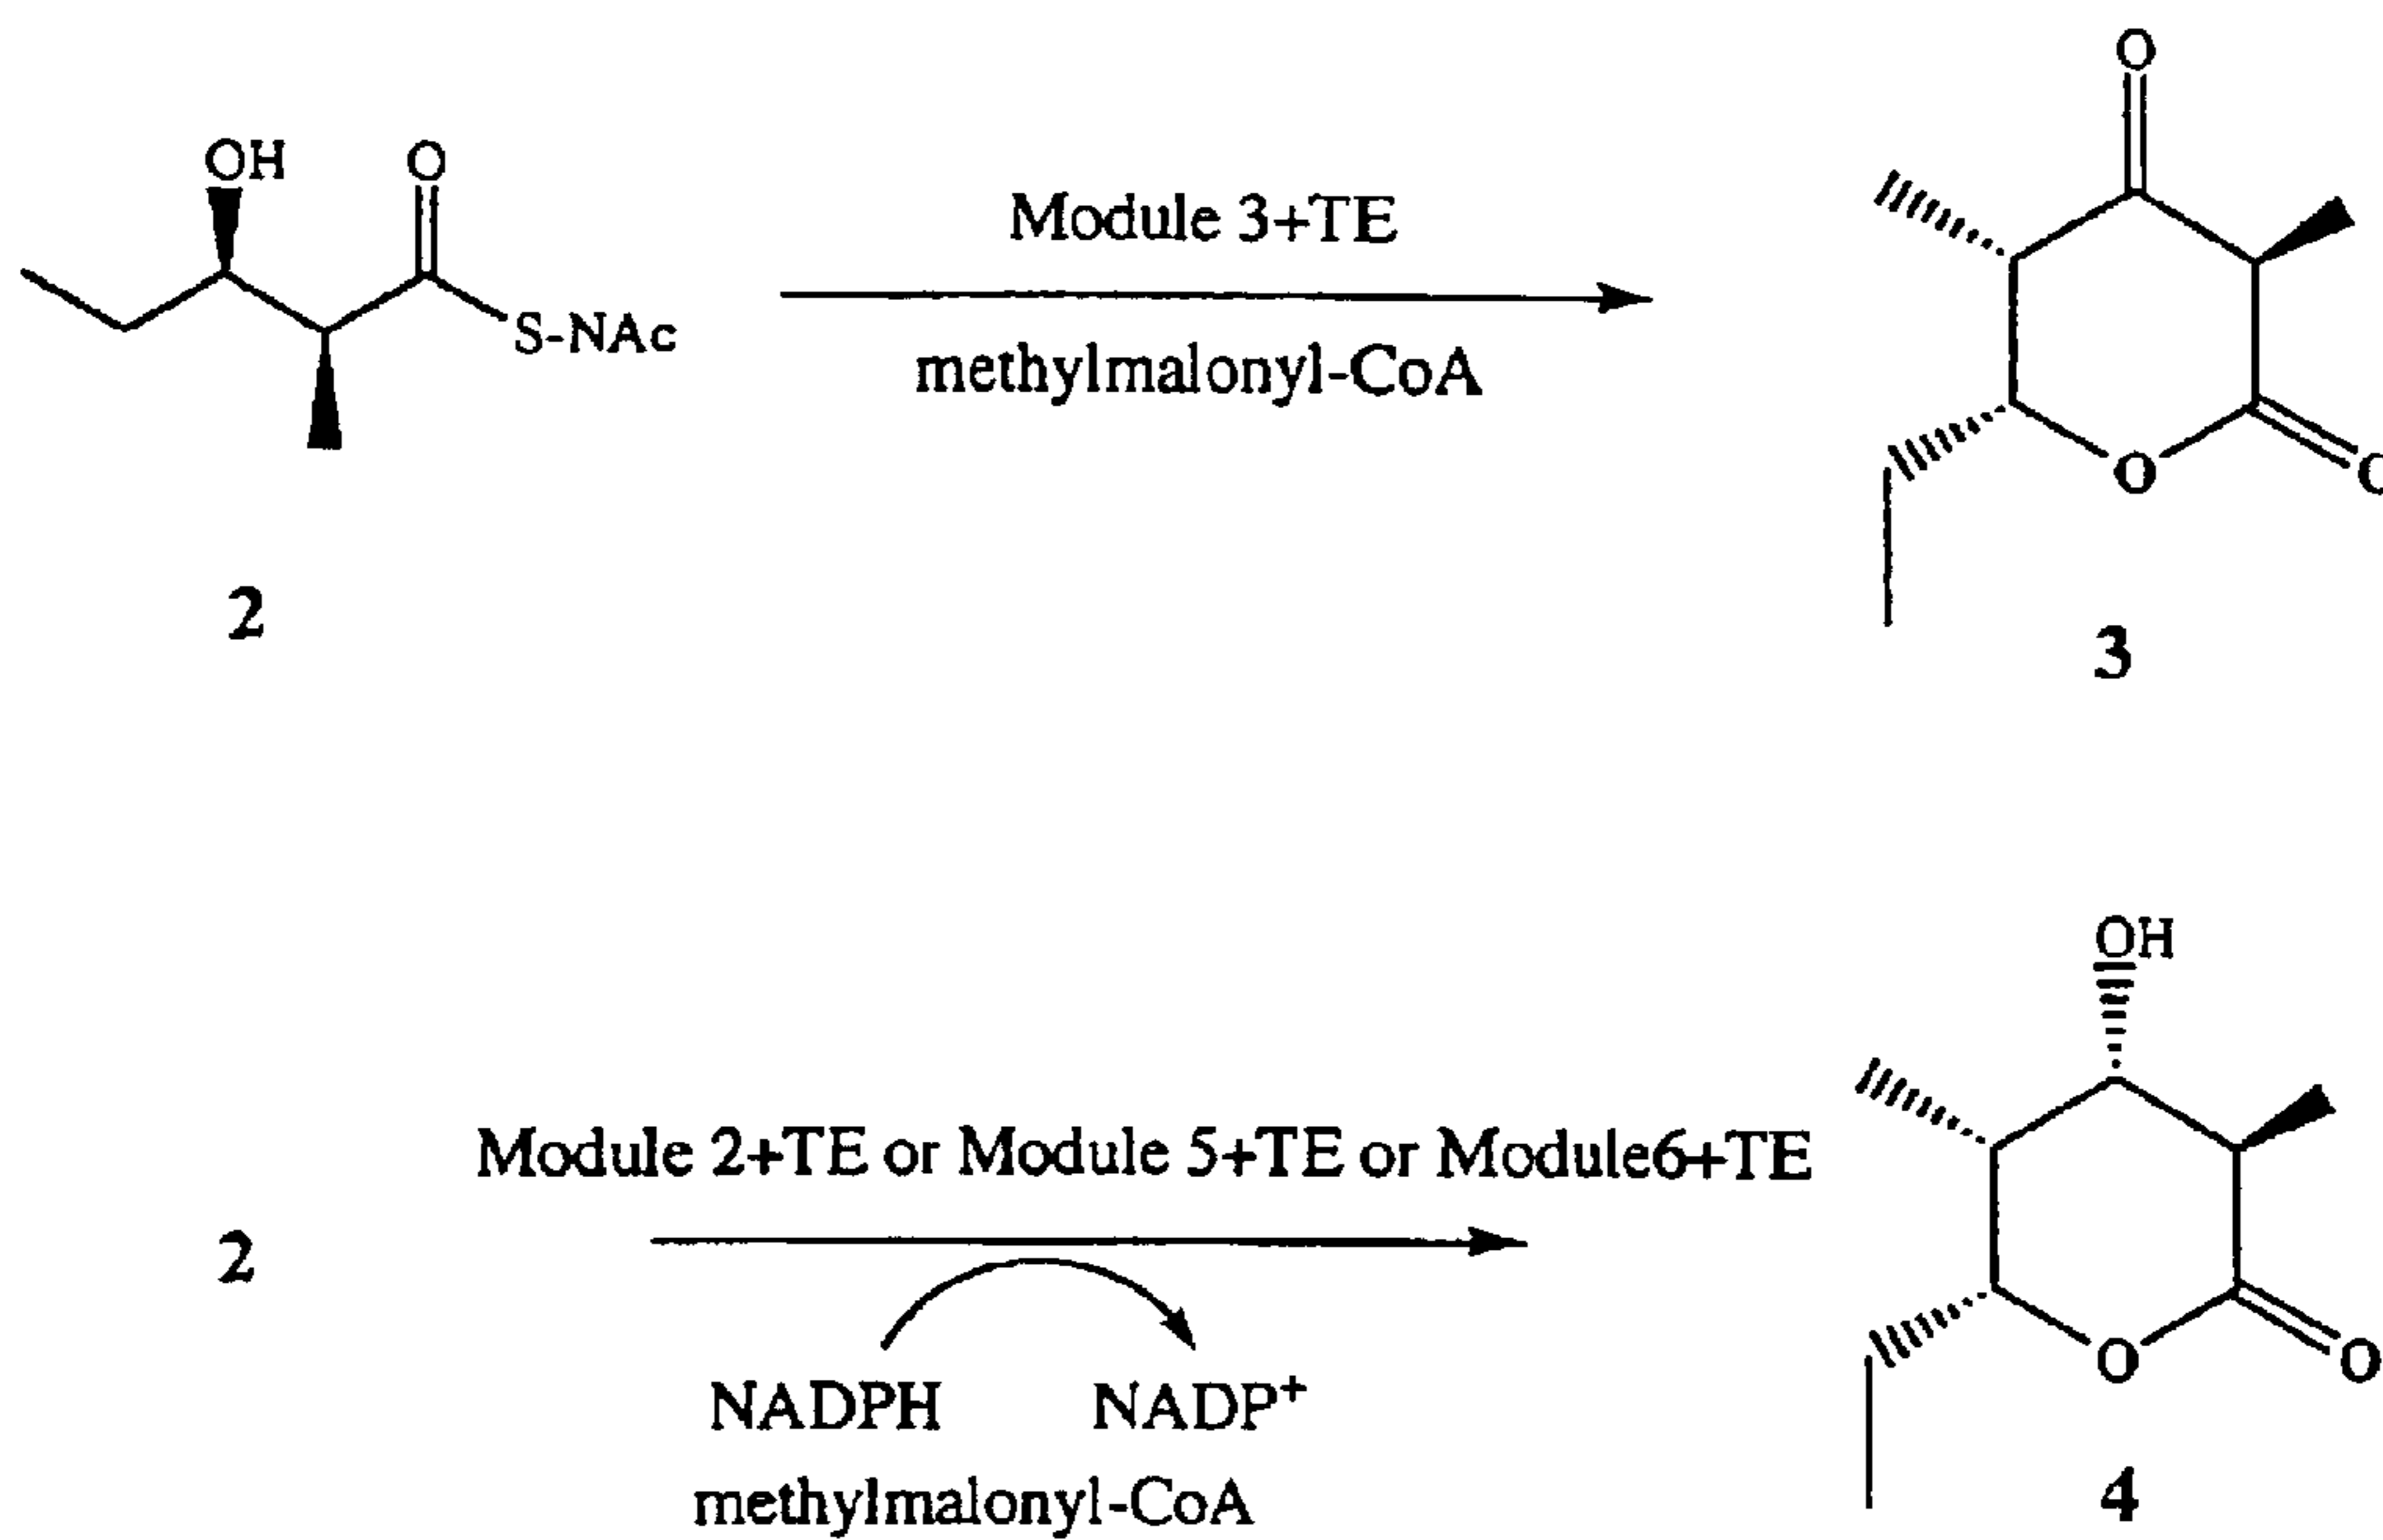 O
OH
O
Module 3+TE
S-NAc
methylmalonyl-CoA
O
O
2
3
OH
Module 2+TE or Module 5+TE or Module6+TE
2
O
O
NADPH
NADP+
methylmalonyl-CoA
4